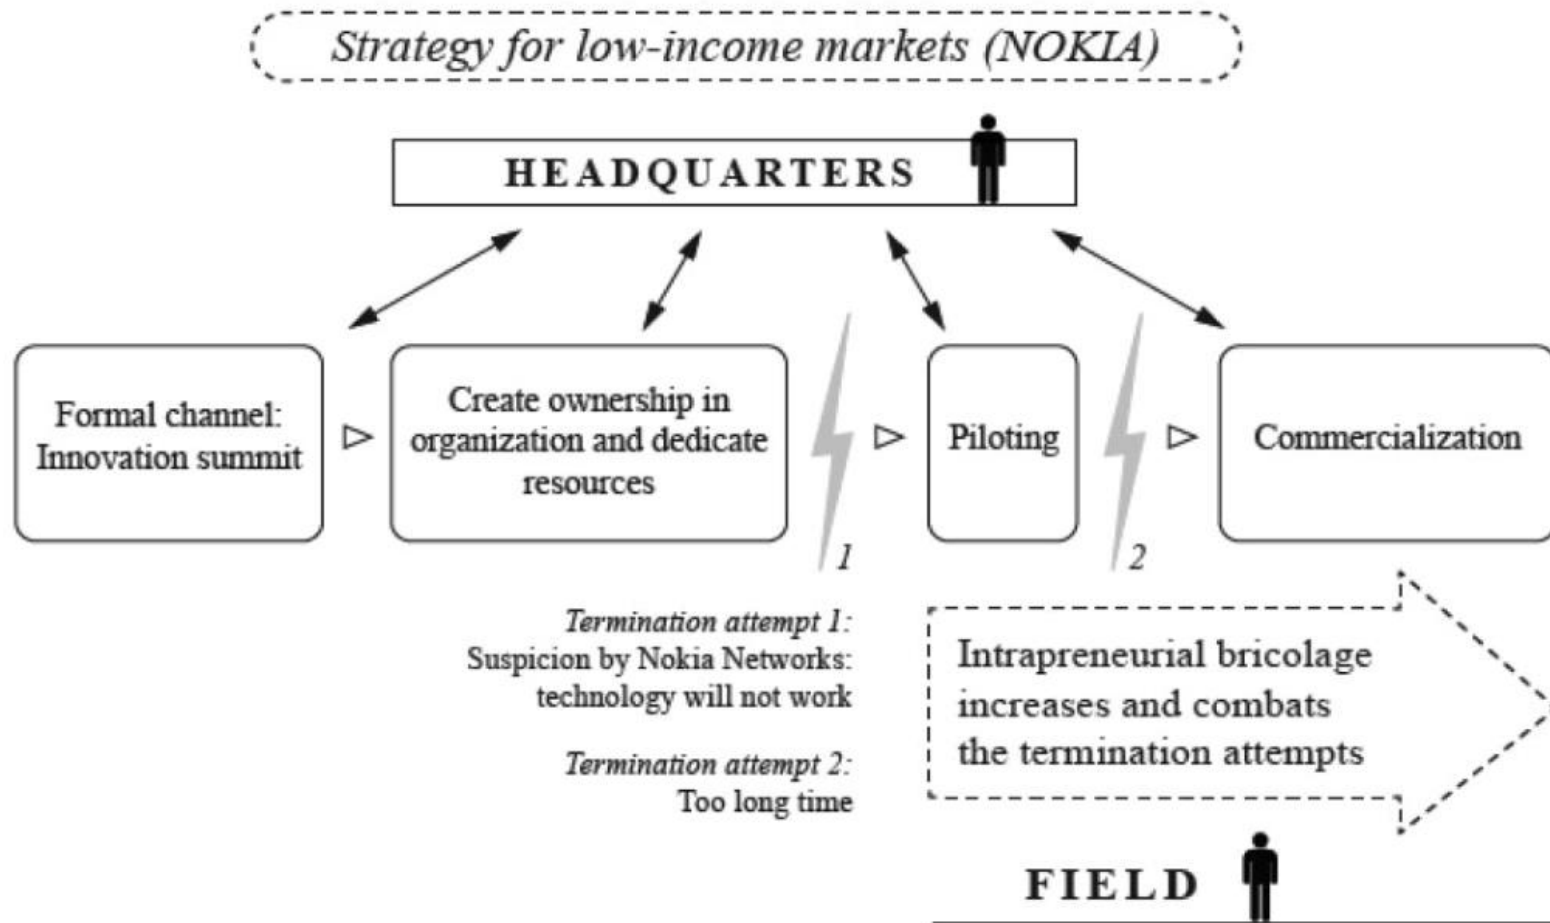 Strategy for low-income markets (NOKIA)
HEADQUARTERS
Formal channel:
Innovation summit
Create ownership in
organization and dedicate
resources
Piloting
Commercialization
1
2
Termination attempt 1:
Suspicion by Nokia Networks:
technology will not work
Termination attempt 2:
Too long time
Intrapreneurial bricolage
increases and combats
the termination attempts
FIELD